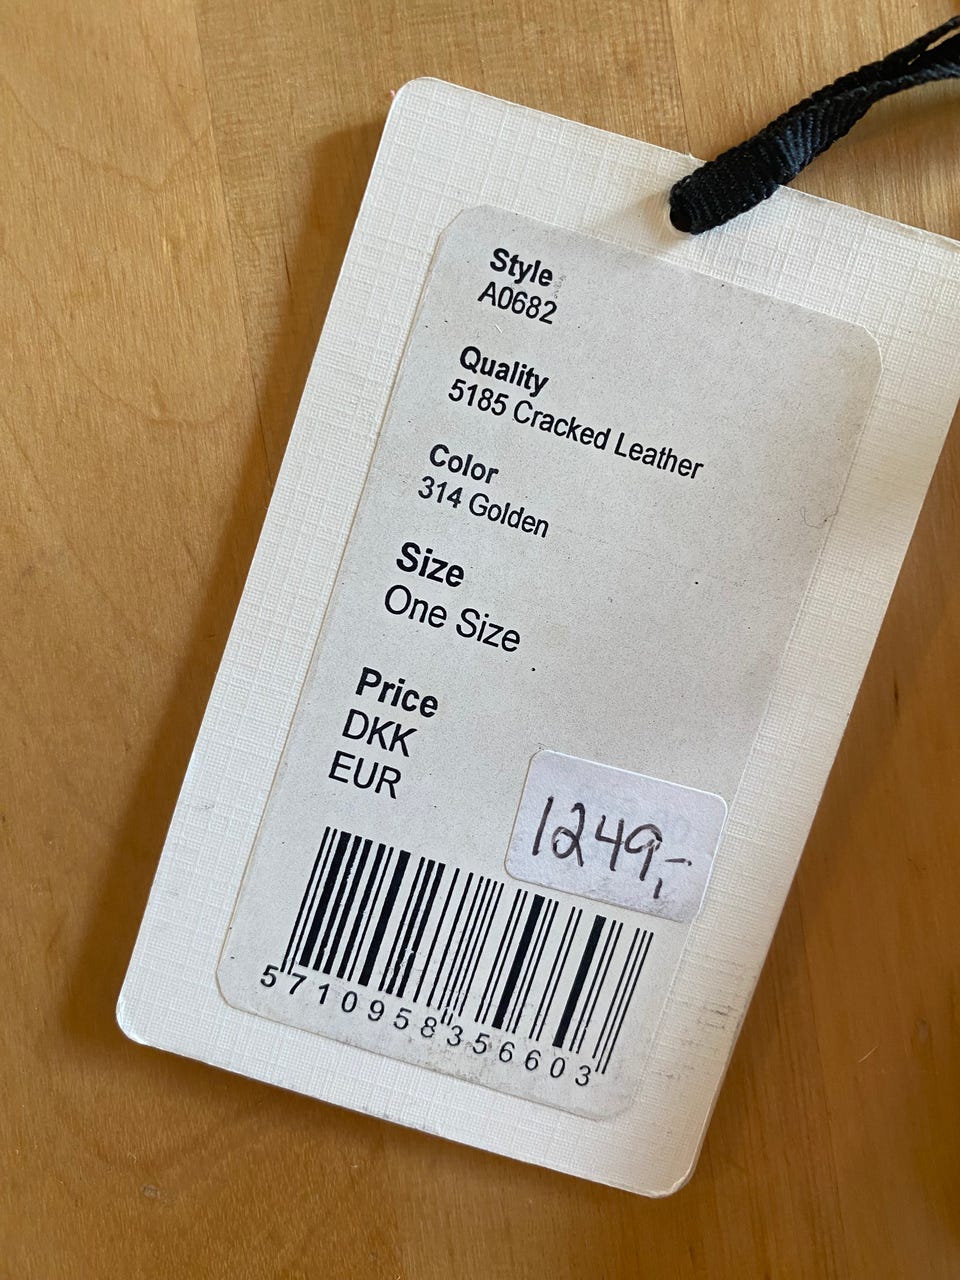 Style
A0682
Quality
5185 Cracked Leather
Color
314 Golden
Size
One Size
Price
DKK
EUR
1249,-
5710958356603